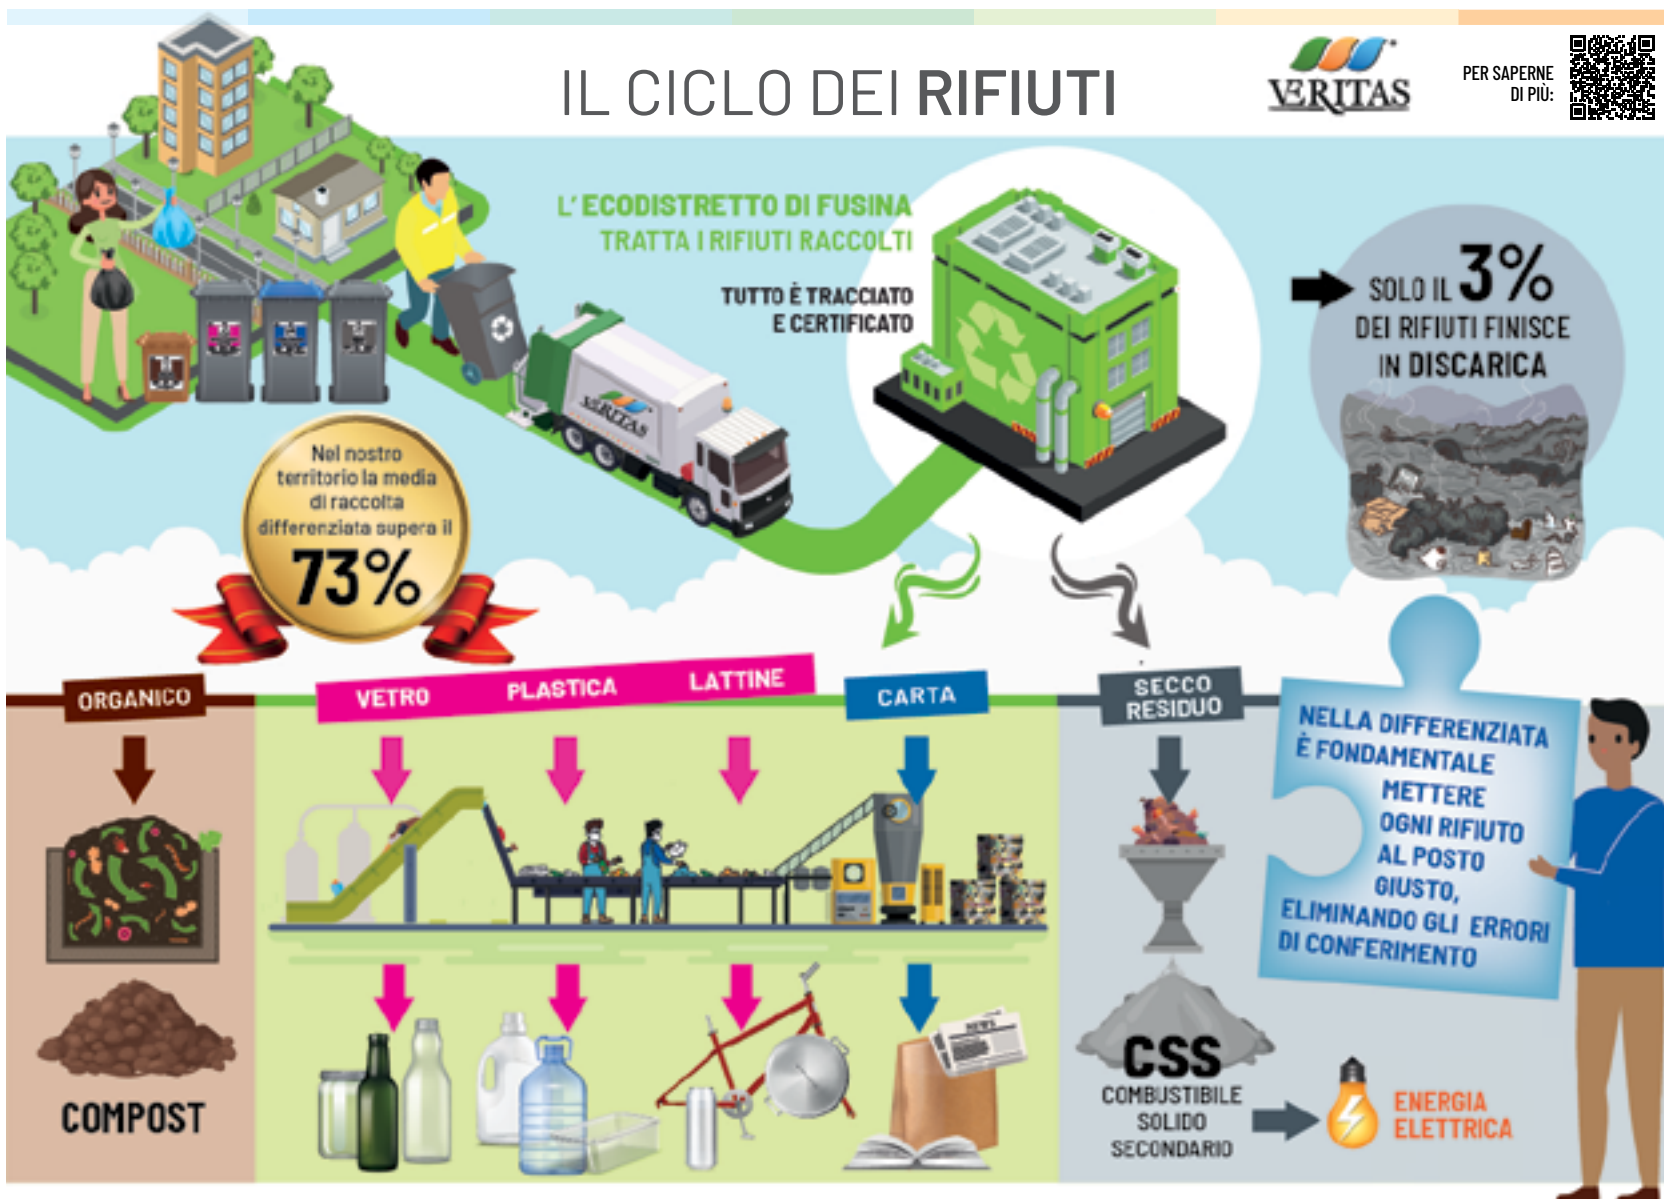 IL CICLO DEI RIFIUTI
VERITAS
PER SAPERNE
DI PIÙ:
L'ECODISTRETTO DI FUSINA
TRATTA I RIFIUTI RACCOLTI
TUTTO È TRACCIATO
E CERTIFICATO
SOLO IL 3%
DEI RIFIUTI FINISCE
IN DISCARICA
VERITAS
Nel nostro
territorio la media
di raccolta
differenziata supera il
73%
ORGANICO
VETRO PLASTICA LATTINE
CARTA
SECCO
RESIDUO
NELLA DIFFERENZIATA
È FONDAMENTALE
METTERE
OGNI RIFIUTO
AL POSTO
GIUSTO,
ELIMINANDO GLI ERRORI
DI CONFERIMENTO
COMPOST
NEWS
CSS
COMBUSTIBILE
SOLIDO
SECONDARIO
ENERGIA
ELETTRICA